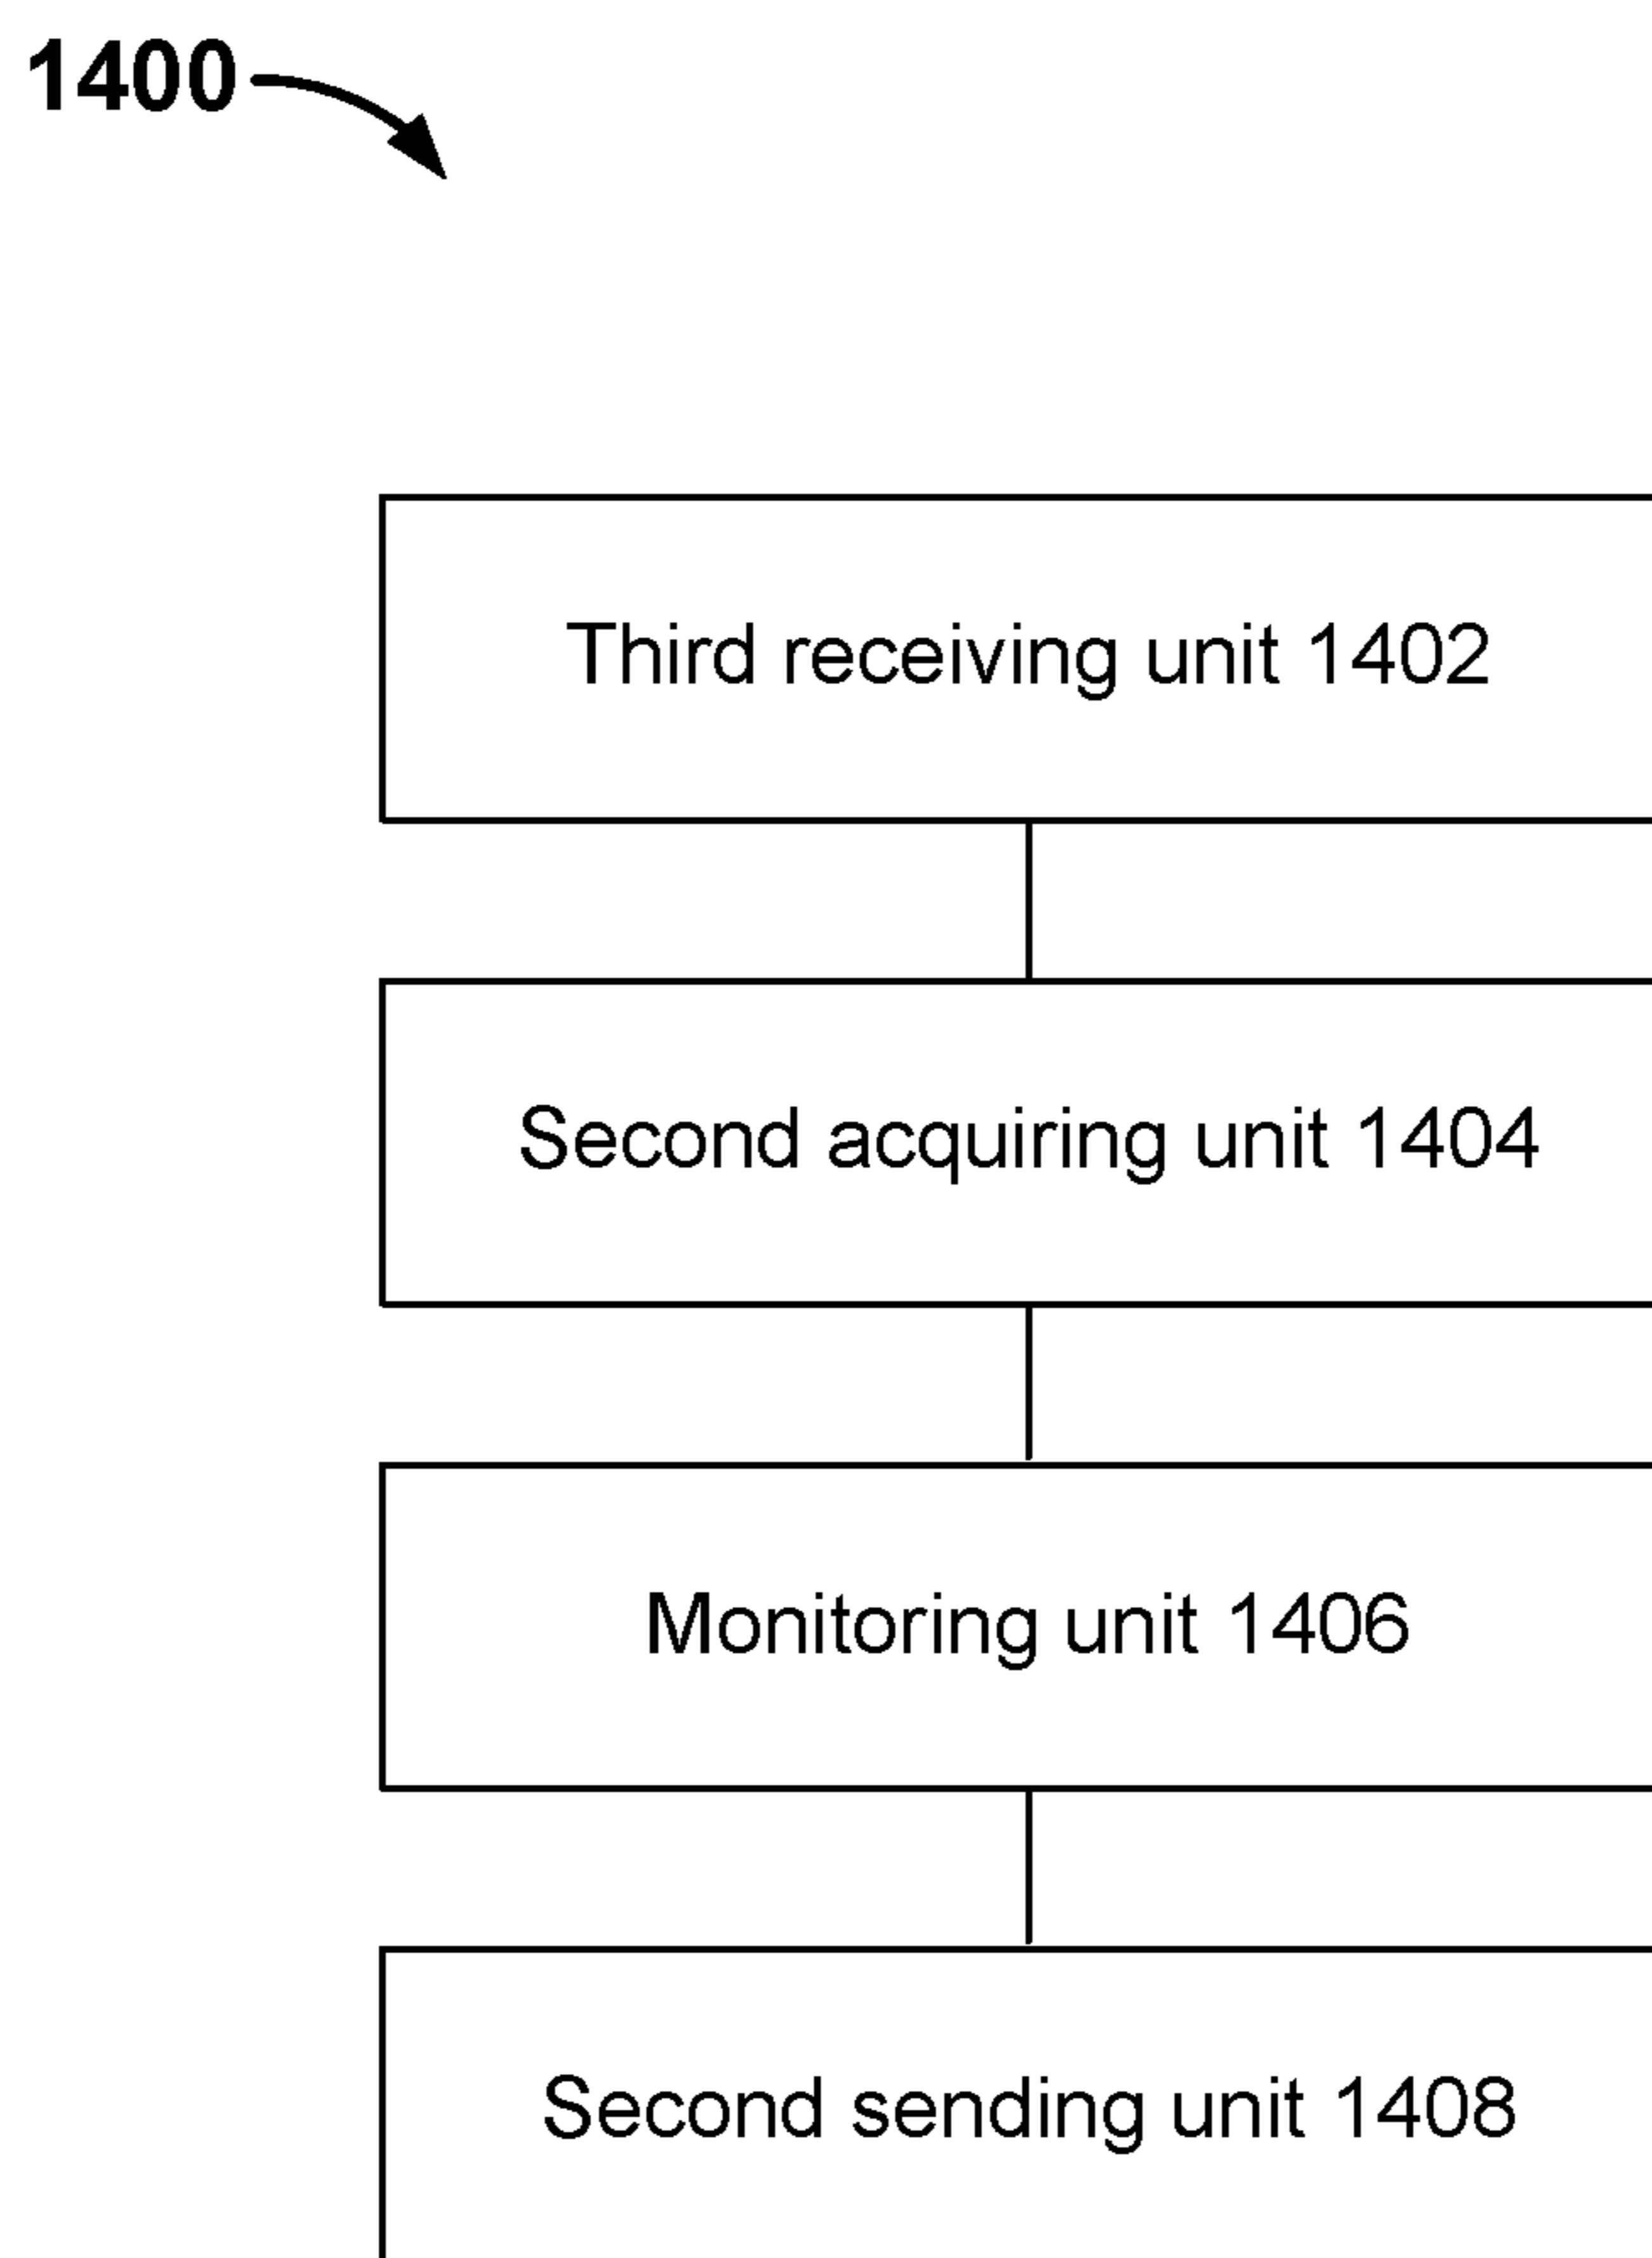 1400
Third receiving unit 1402
Second acquiring unit 1404
Monitoring unit 1406
Second sending unit 1408